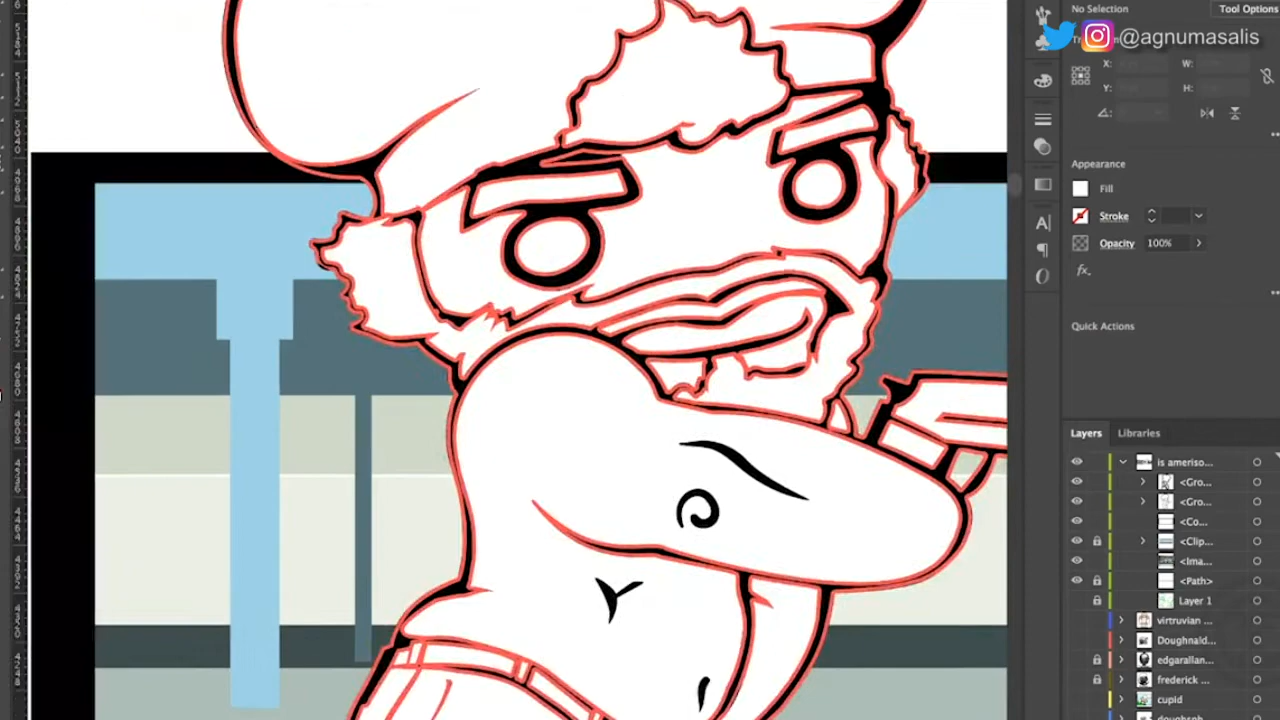 No Selection
Tool Options
@agnumasalis
X:
W:
Y:
H:
Appearance
Fill
Stroke
Opacity
100%
fx.
Quick Actions
Layers
Libraries
is ameriso...
<Gro...
<Gro...
<Co...
<Clip...
<Ima...
<Path>
Layer 1
virtruvian ...
Doughnald...
edgarallan...
frederick ...
cupid